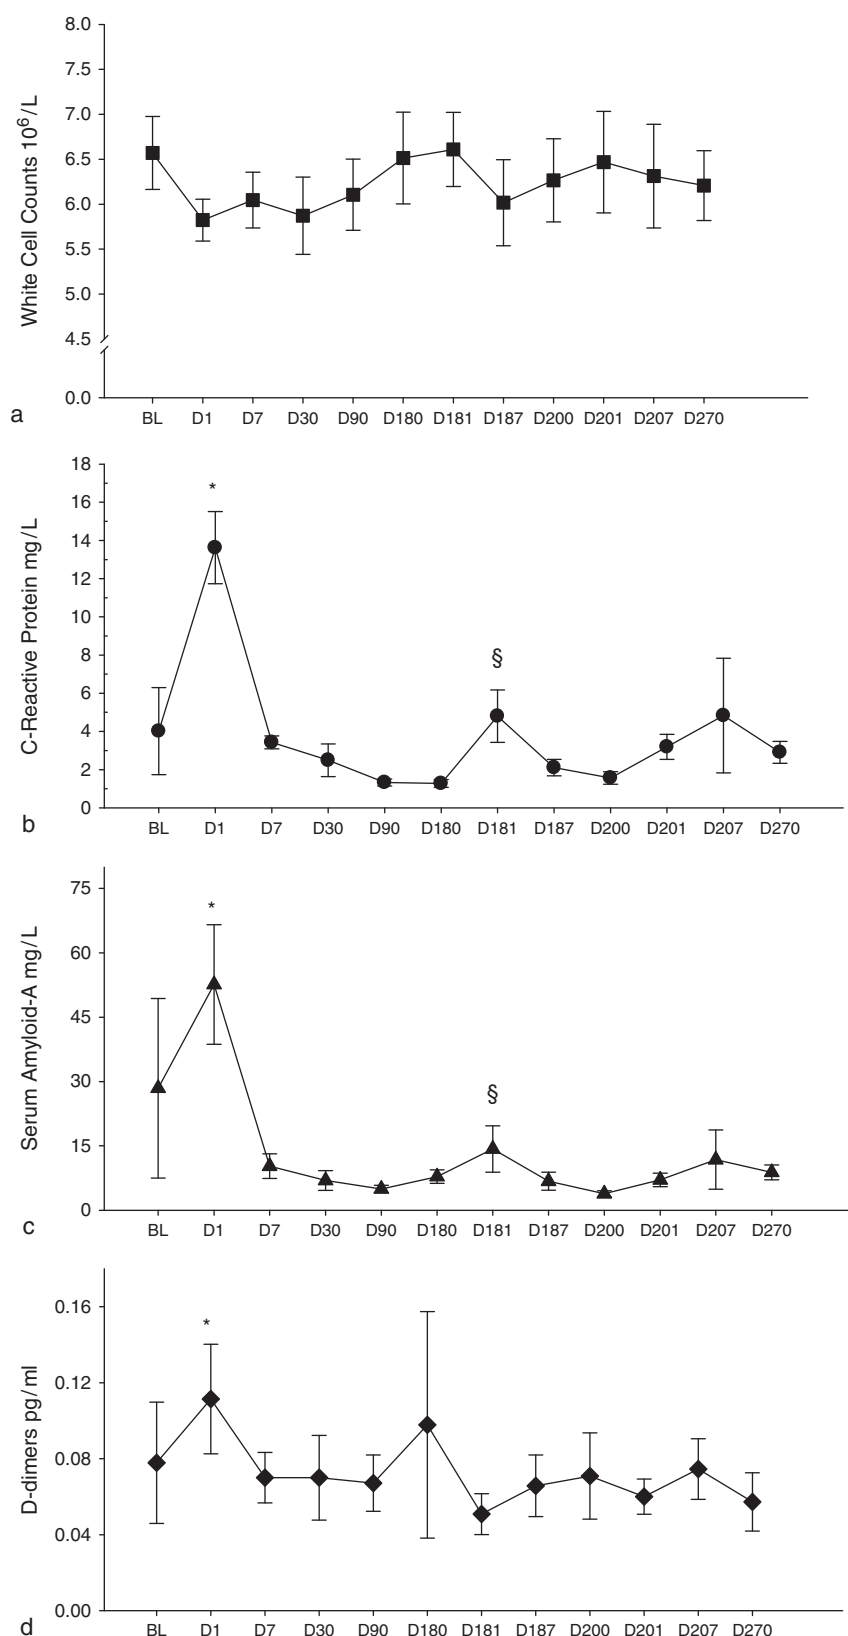 White Cell Counts 10⁶/L
8.0
7.5
7.0
6.5
6.0
5.5
5.0
4.5
0.0
BL D1 D7 D30 D90 D180 D181 D187 D200 D201 D207 D270
a
C-Reactive Protein mg/L
18
16
14
12
10
8
6
4
2
0
*
§
BL D1 D7 D30 D90 D180 D181 D187 D200 D201 D207 D270
b
Serum Amyloid-A mg/L
75
60
45
30
15
0
*
§
BL D1 D7 D30 D90 D180 D181 D187 D200 D201 D207 D270
c
D-dimers pg/ml
0.16
0.12
0.08
0.04
0.00
*
BL D1 D7 D30 D90 D180 D181 D187 D200 D201 D207 D270
d